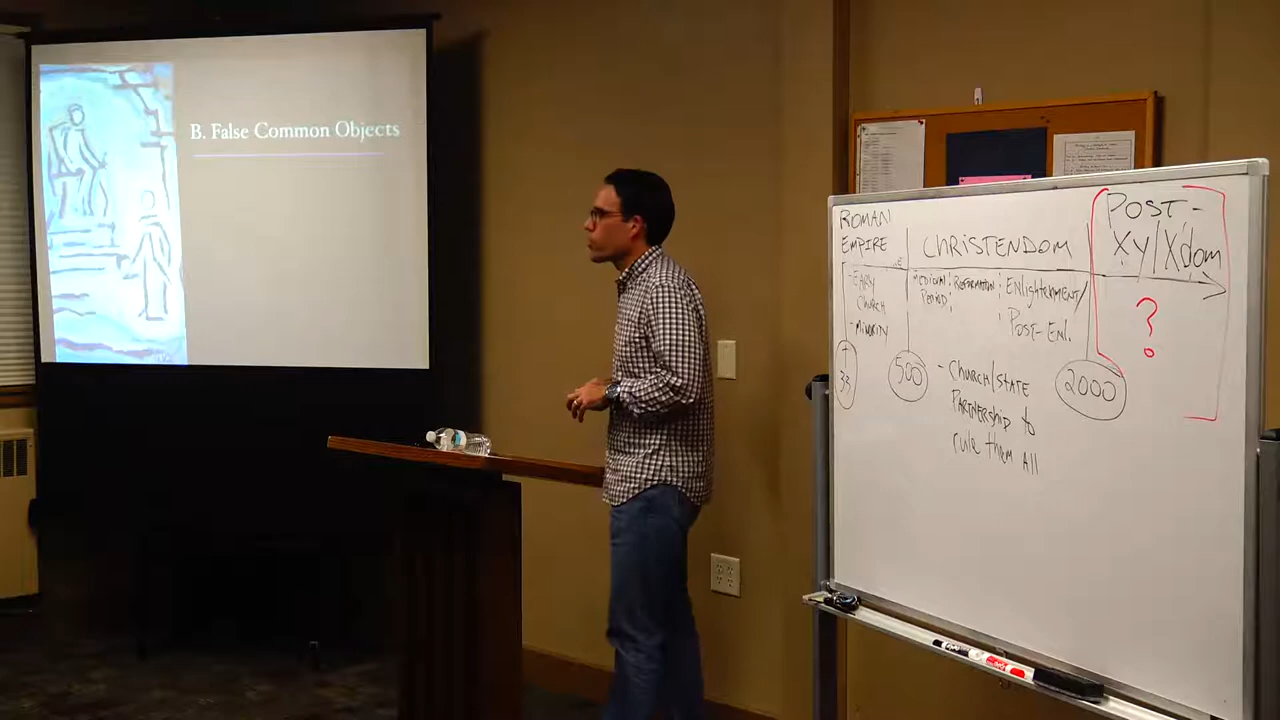 B. False Common Objects
ROMAN
EMPIRE
CHRISTENDOM
POST-
Xy/Xdom
- EARLY
CHURCH
- MINORIN
MEDIEVAL
PERIOD
REFORMATION
ENLIGHTENMENT/
POST-ENL.
?
33
500
- CHURCH/STATE
PARTNERSHIP to
rule them All
2000